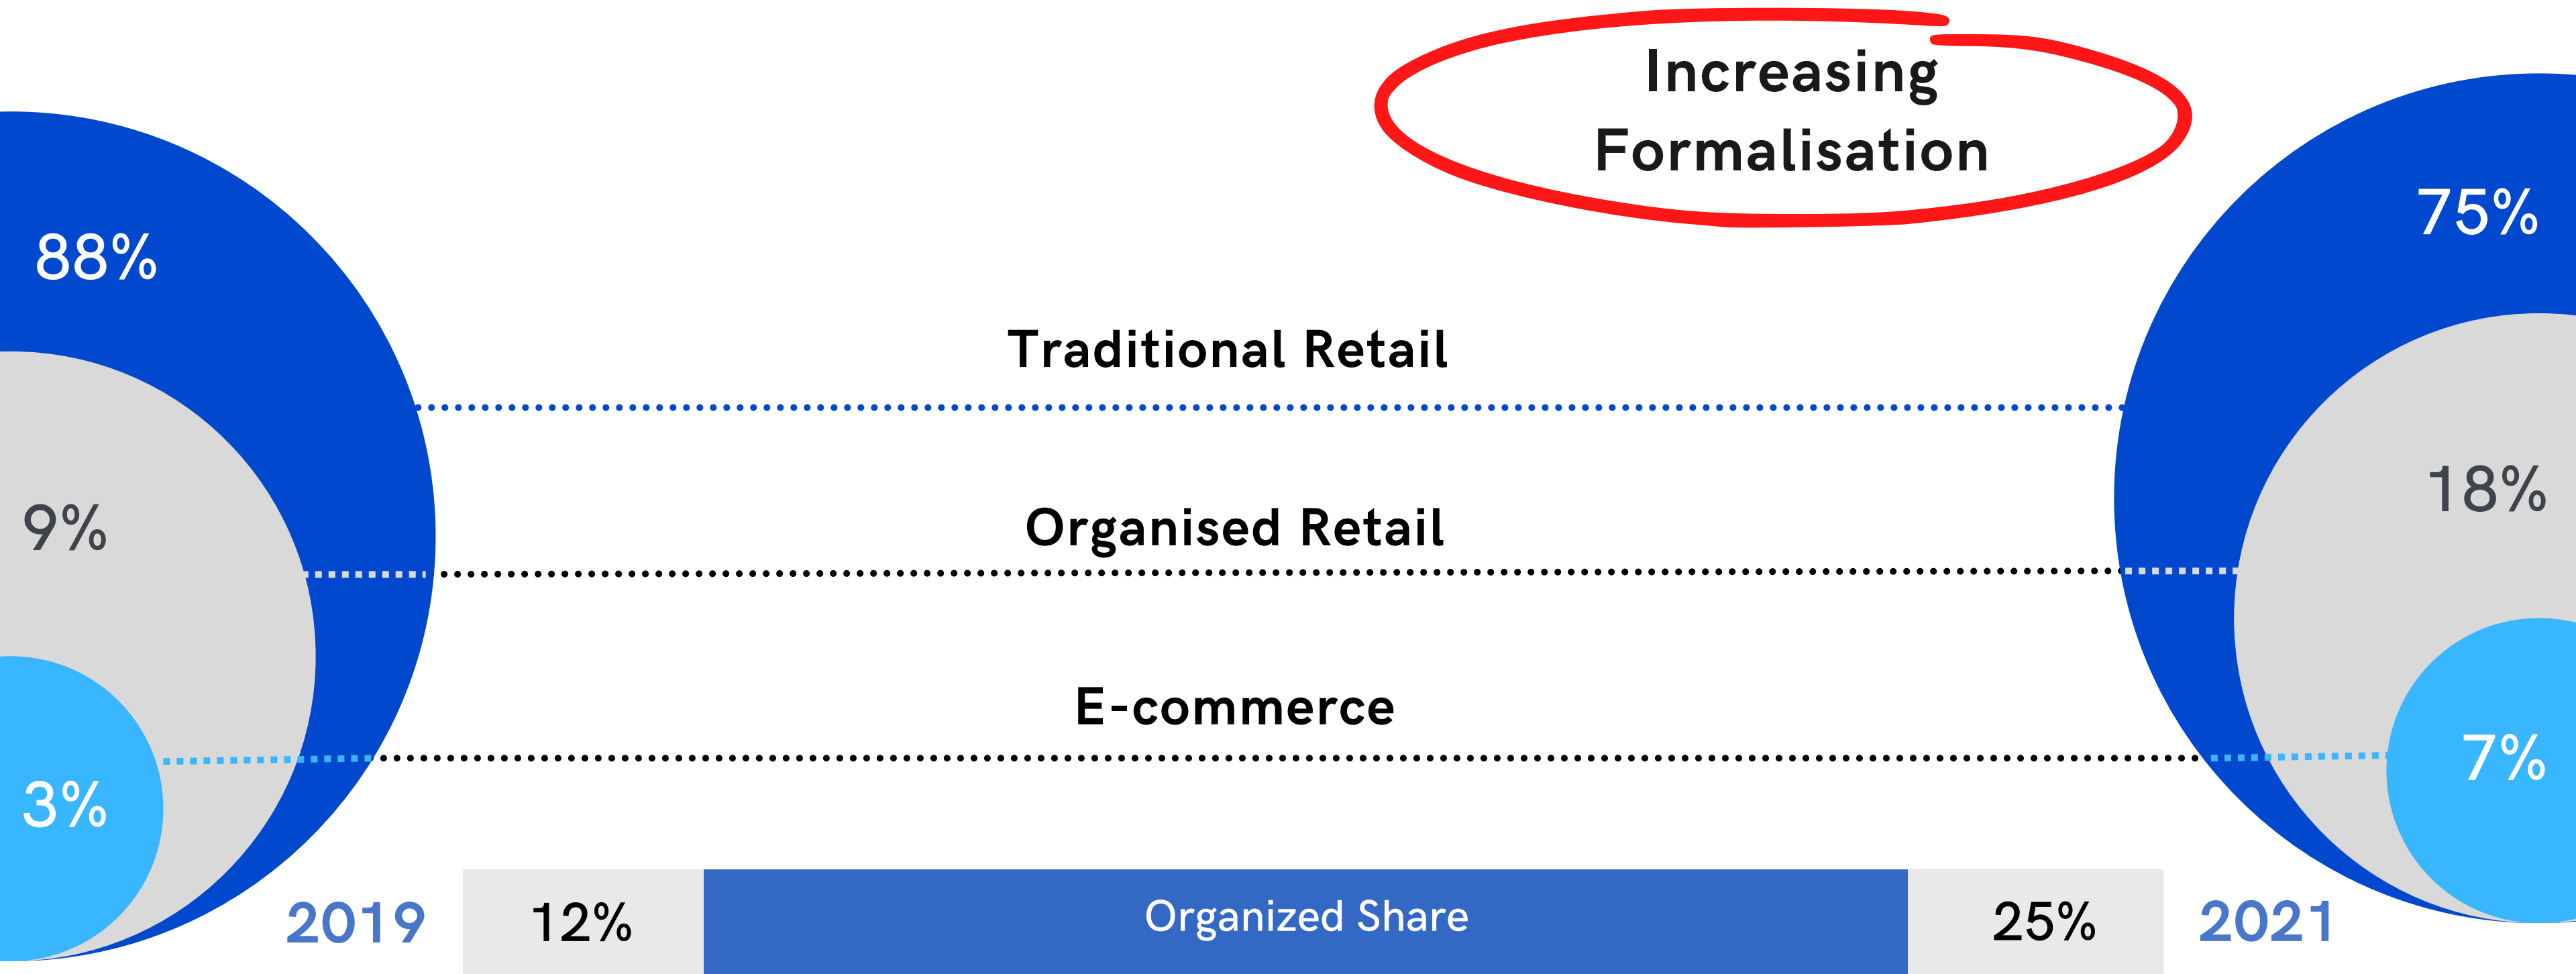 Increasing
Formalisation
88%
75%
Traditional Retail
9%
Organised Retail
18%
E-commerce
3%
7%
2019
12%
Organized Share
25%
2021